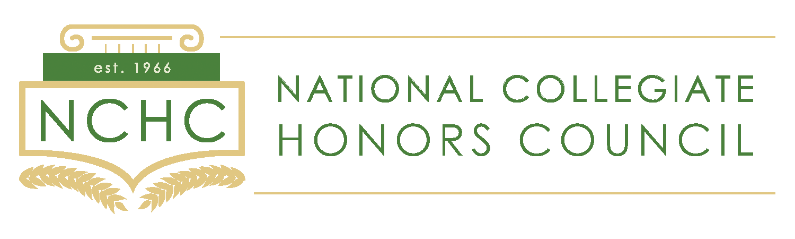 est. 1966
NCHC
NATIONAL COLLEGIATE
HONORS COUNCIL